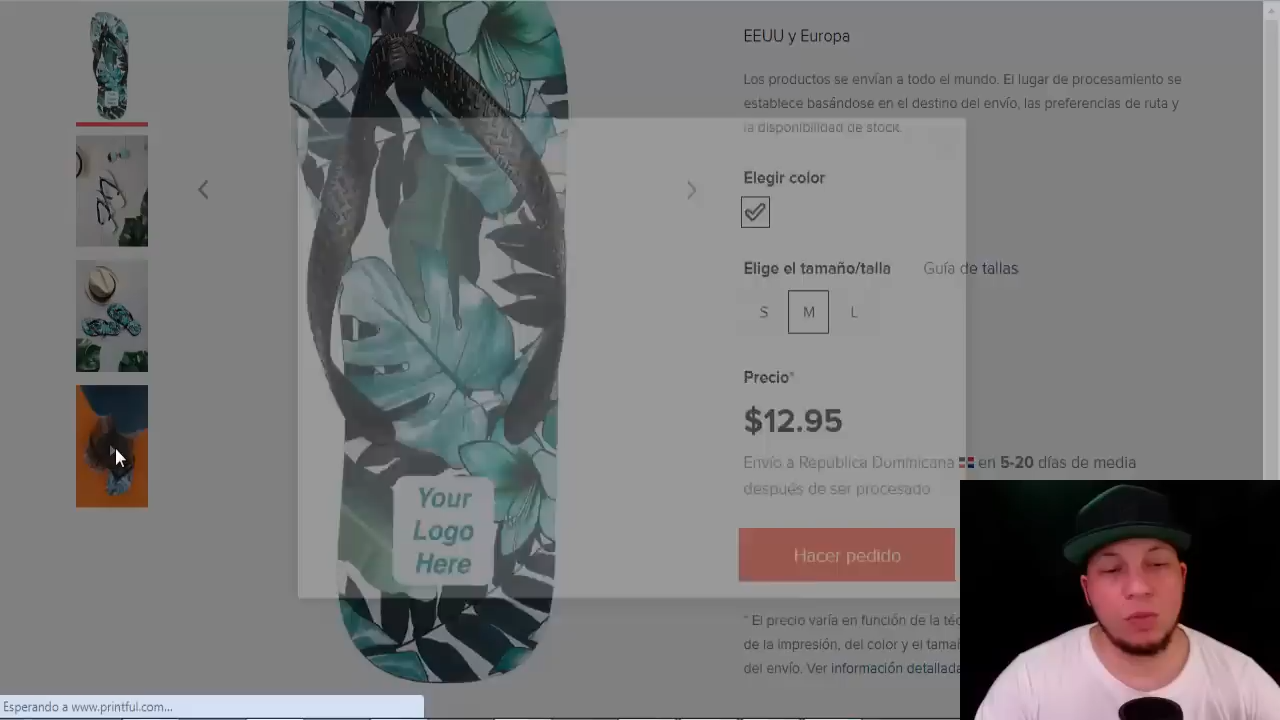 EEUU y Europa
Los productos se envían a todo el mundo. El lugar de procesamiento se
establece basándose en el destino del envío, las preferencias de ruta y
la disponibilidad de stock.
Elegir color
Elige el tamaño/talla Guía de tallas
S M L
Precio*
$12.95
Envío a República Dominicana en 5-20 días de media
después de ser procesado
Hacer pedido
* El precio varía en función de la téc
de la impresión, del color y el tamañ
del envío. Ver información detallada
Your
Logo
Here
Esperando a www.printful.com...